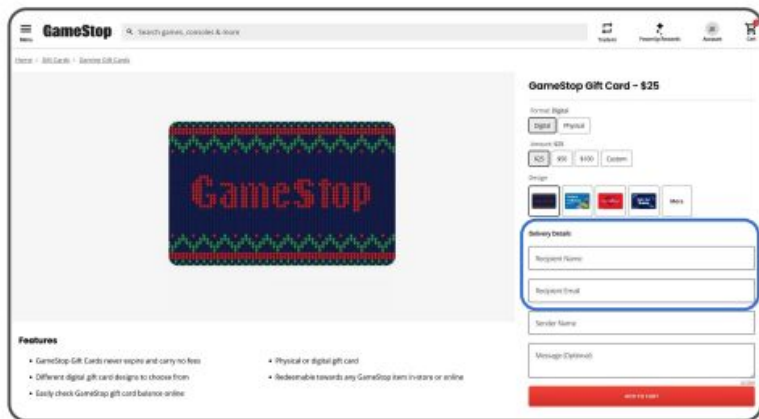 Menu
GameStop
Search games, consoles & more
Trade-In
PowerUp Rewards
Account
Cart
Home > Gift Cards > Gaming Gift Cards
GameStop
GameStop Gift Card - $25
Format: Digital
Digital
Physical
Amount: $25
$25
$50
$100
Custom
Design
More
Delivery Details
Recipient Name
Recipient Email
Sender Name
Message (Optional)
ADD TO CART
Features
• GameStop Gift Cards never expire and carry no fees
• Different digital gift card designs to choose from
• Easily check GameStop gift card balance online
• Physical or digital gift card
• Redeemable towards any GameStop item in-store or online